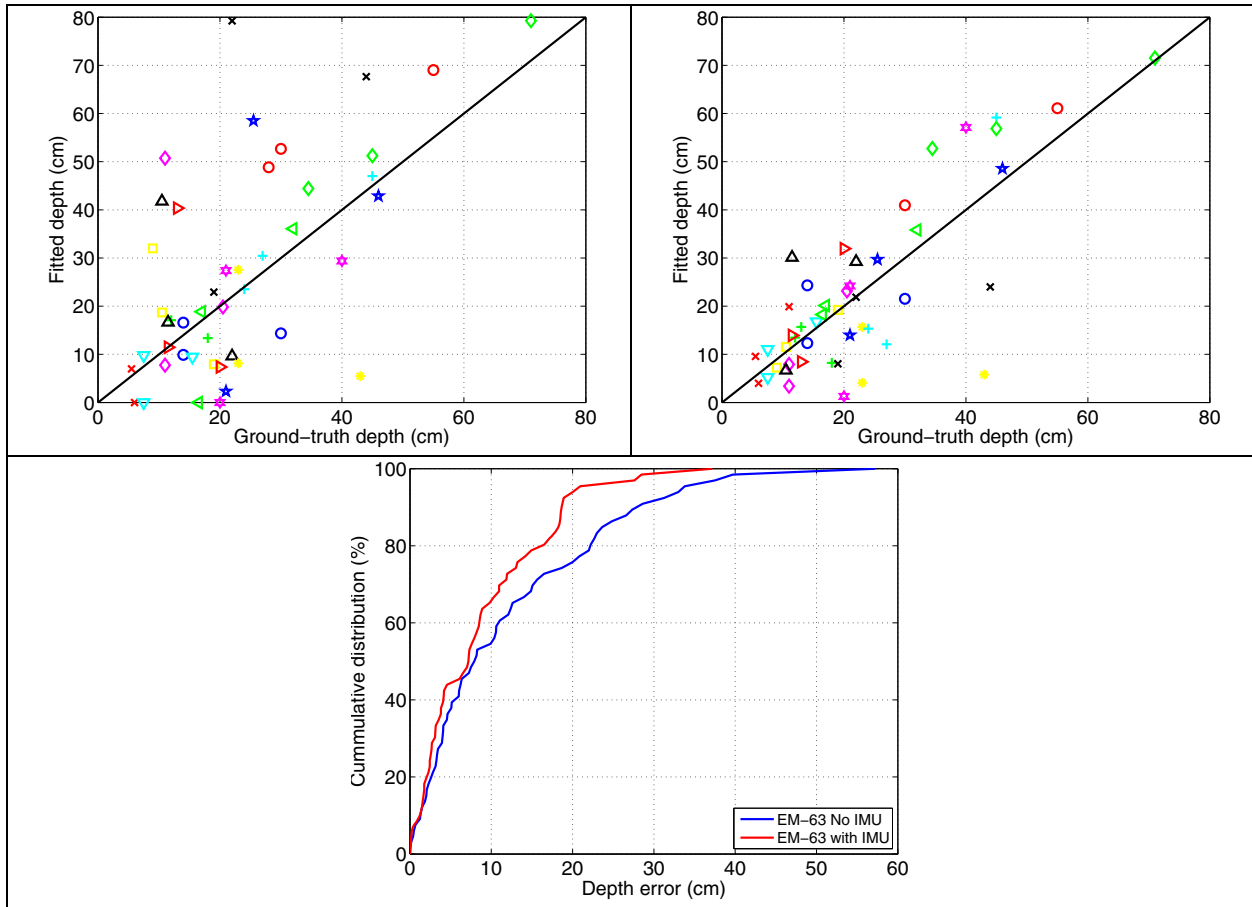 80
70
60
50
40
30
20
10
0
0 20 40 60 80
Fitted depth (cm)
Ground-truth depth (cm)
80
70
60
50
40
30
20
10
0
0 20 40 60 80
Fitted depth (cm)
Ground-truth depth (cm)
100
80
60
40
20
0
0 10 20 30 40 50 60
Cummulative distribution (%)
Depth error (cm)
EM-63 No IMU
EM-63 with IMU